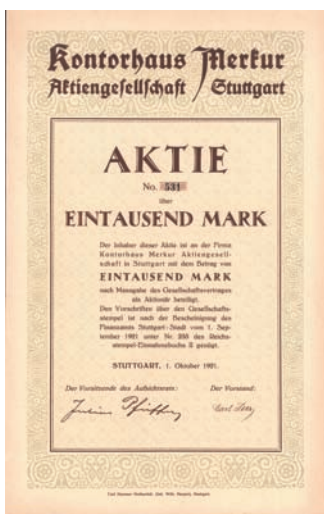 Kontorhaus Merkur
Aktiengesellschaft / Stuttgart
AKTIE
No. 531
über
EINTAUSEND MARK
Der Inhaber dieser Aktie ist an der Firma
Kontorhaus Merkur Aktiengesell-
schaft in Stuttgart mit dem Betrag von
EINTAUSEND MARK
nach Massgabe des Gesellschaftsvertrages
als Aktionär beteiligt.
Den Vorschriften über den Gesellschafts-
stempel ist nach der Bescheinigung des
Finanzamts Stuttgart-Stadt vom 1. Sep-
tember 1921 unter Nr. 255 des Reichs-
stempel-Einnahmebuchs E genügt.
STUTTGART, 1. Oktober 1921.
Der Vorsitzende des Aufsichtsrats: Der Vorstand: